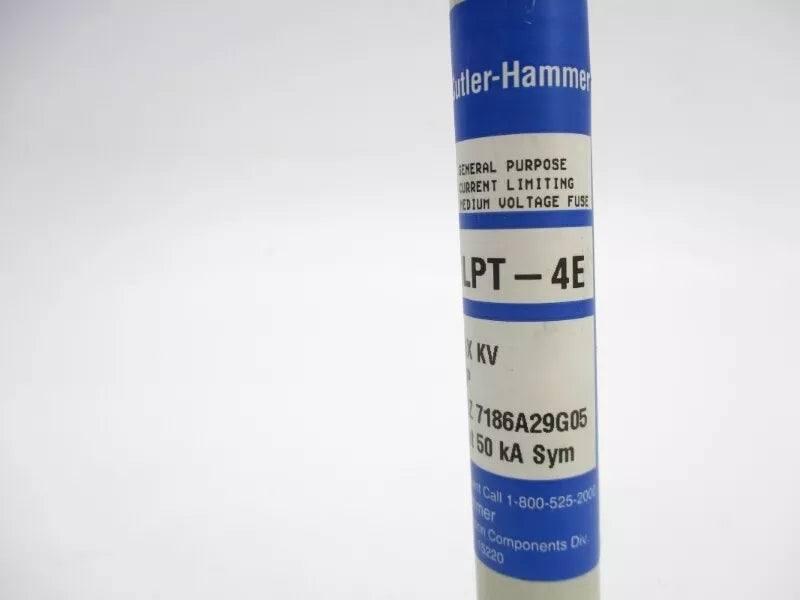 Cutler-Hammer
GENERAL PURPOSE
CURRENT LIMITING
MEDIUM VOLTAGE FUSE
LPT – 4E
X KV
7186A29G05
50 kA Sym
Call 1-800-525-2000
Components Div.
15220